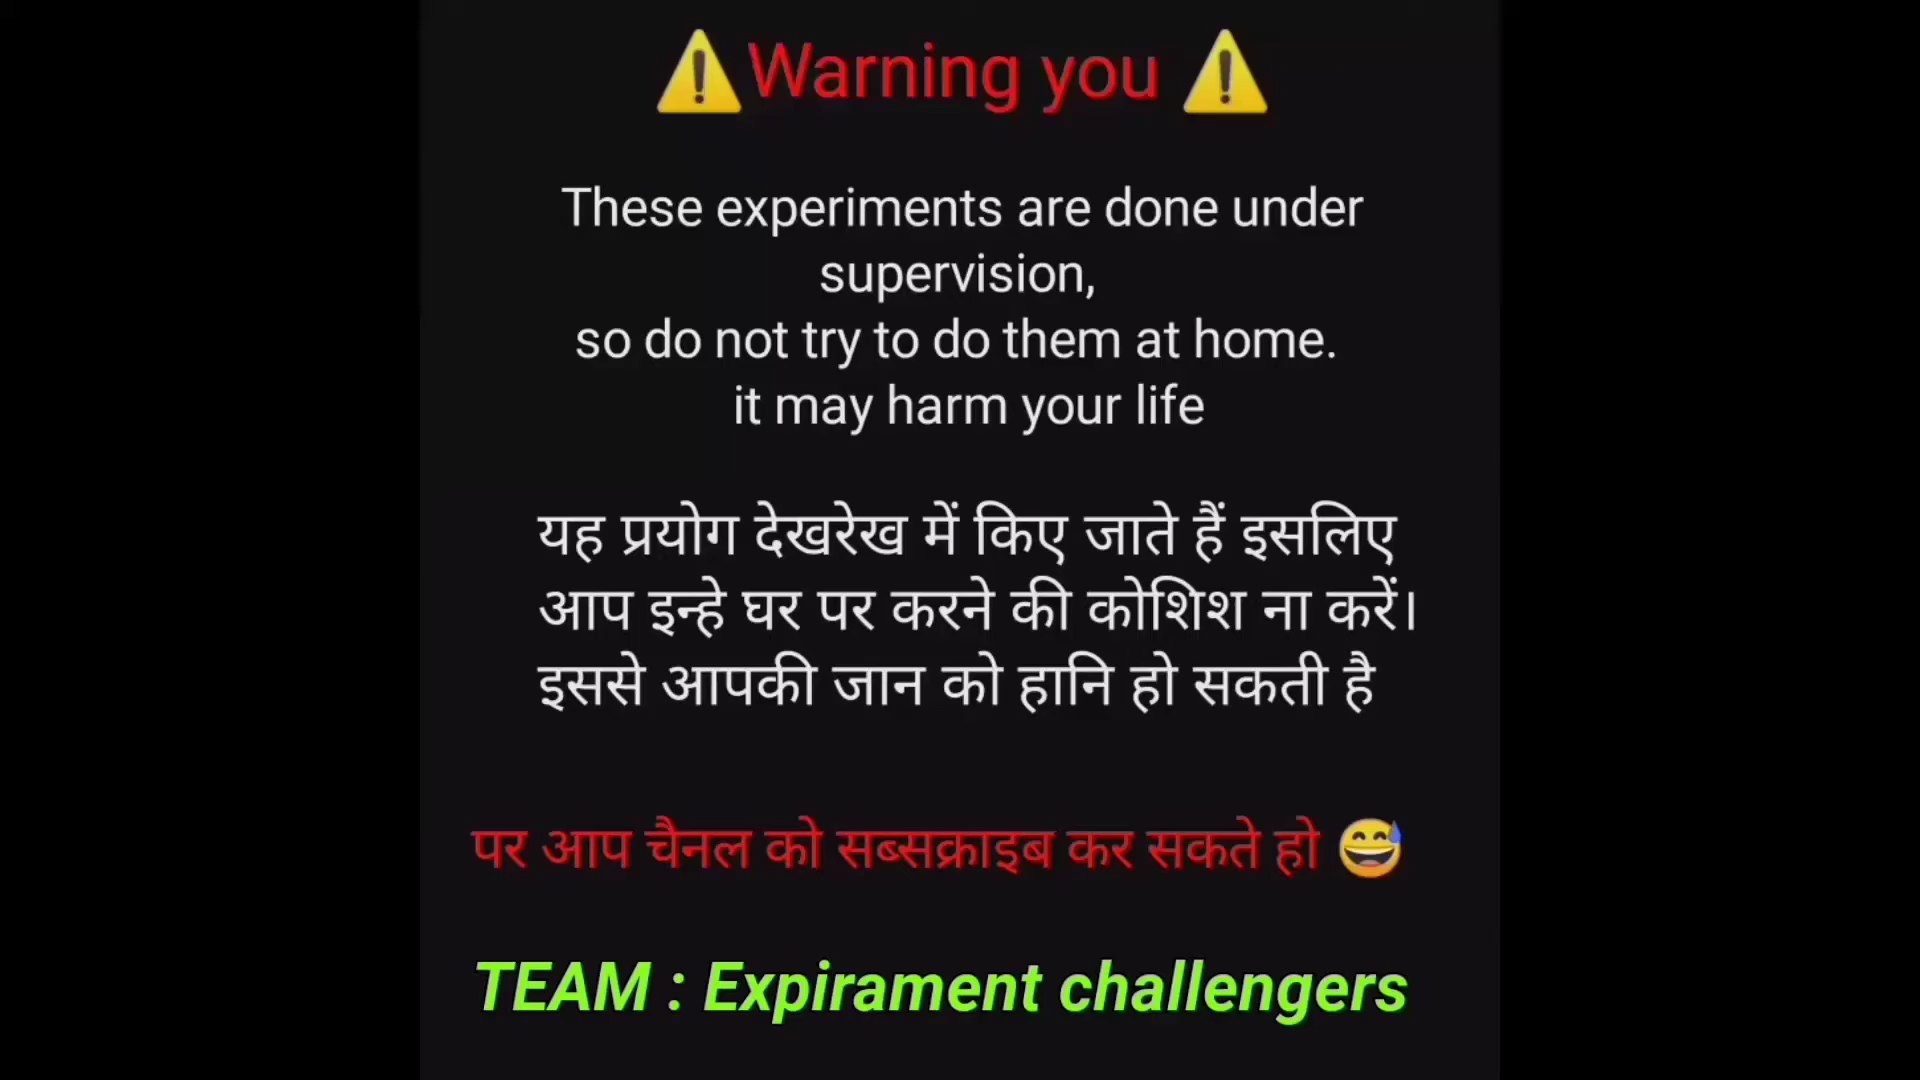 ⚠️Warning you ⚠️
These experiments are done under
supervision,
so do not try to do them at home.
it may harm your life
यह प्रयोग देखरेख में किए जाते हैं इसलिए
आप इन्हे घर पर करने की कोशिश ना करें।
इससे आपकी जान को हानि हो सकती है
पर आप चैनल को सब्सक्राइब कर सकते हो 😅
TEAM : Expirament challengers